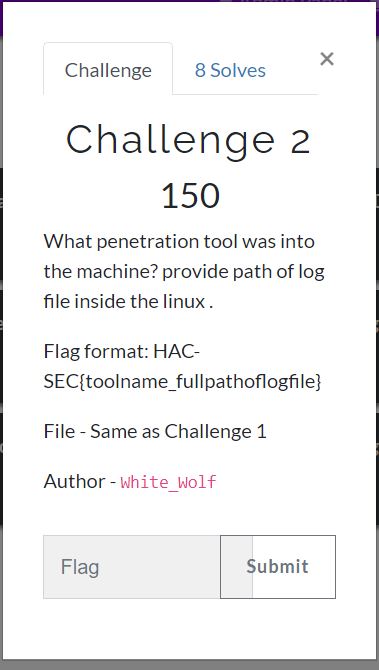 Challenge
8 Solves
×
Challenge 2
150
What penetration tool was into
the machine? provide path of log
file inside the linux .
Flag format: HAC-
SEC{toolname_fullpathoflogfile}
File - Same as Challenge 1
Author - White_Wolf
Flag
Submit